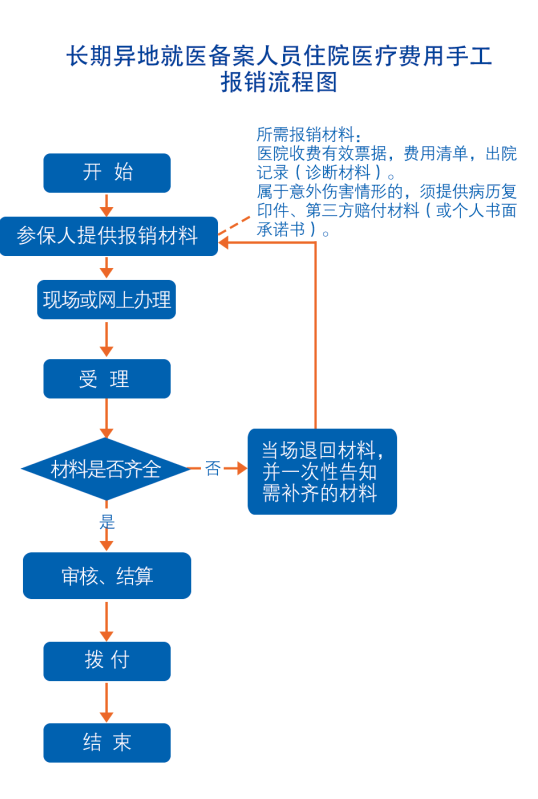 长期异地就医备案人员住院医疗费用手工
报销流程图
所需报销材料：
医院收费有效票据，费用清单，出院
记录（诊断材料）。
属于意外伤害情形的，须提供病历复
印件、第三方赔付材料（或个人书面
承诺书）。
开 始
参保人提供报销材料
现场或网上办理
受 理
材料是否齐全
否
当场退回材料，
并一次性告知
需补齐的材料
是
审核、结算
拨 付
结 束